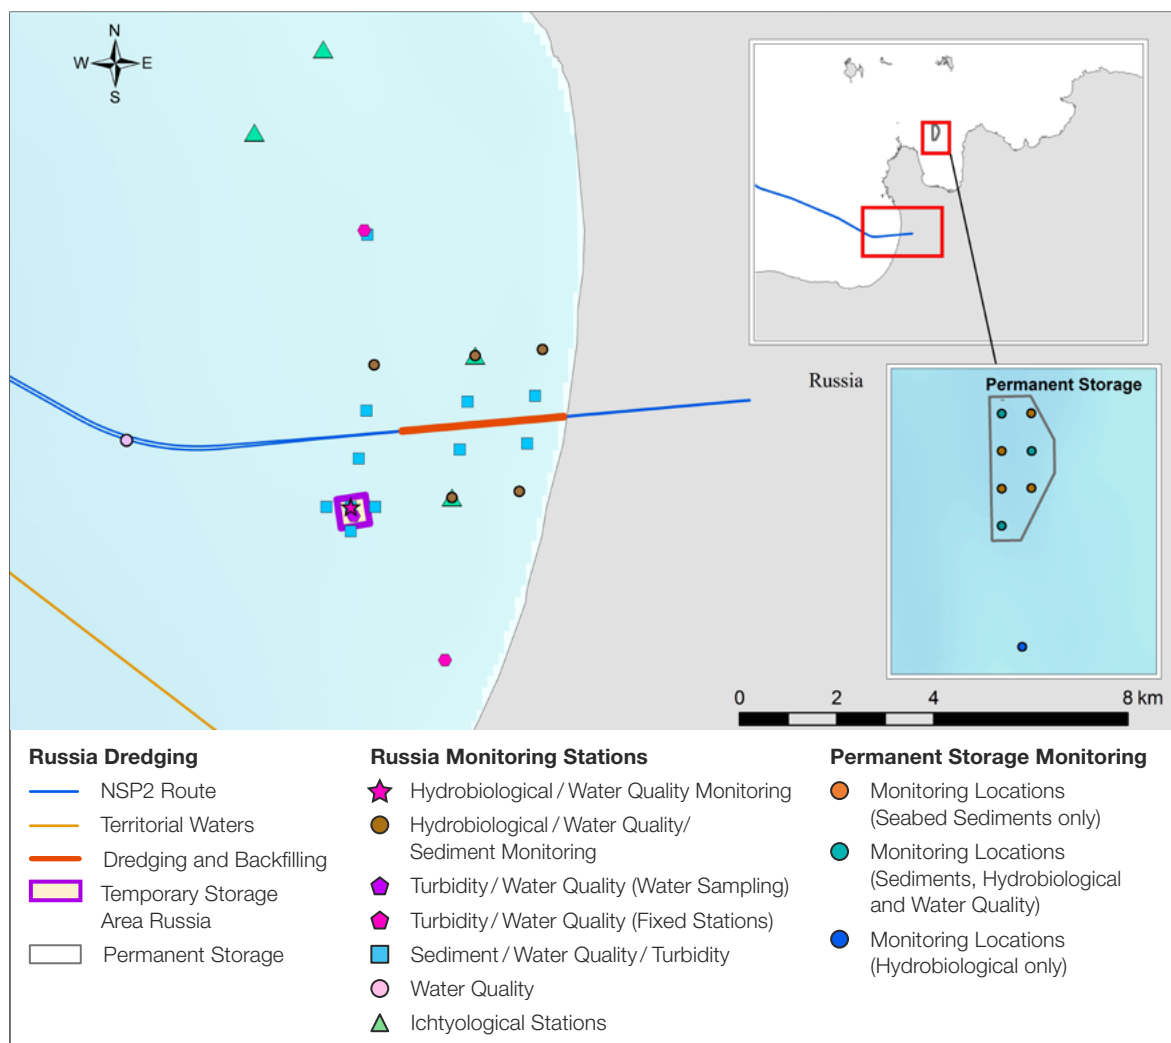 N
W E
S
Russia
Permanent Storage
0 2 4 8 km
Russia Dredging
NSP2 Route
Territorial Waters
Dredging and Backfilling
Temporary Storage
Area Russia
Permanent Storage
Russia Monitoring Stations
Hydrobiological / Water Quality Monitoring
Hydrobiological / Water Quality/
Sediment Monitoring
Turbidity / Water Quality (Water Sampling)
Turbidity / Water Quality (Fixed Stations)
Sediment / Water Quality / Turbidity
Water Quality
Ichtyological Stations
Permanent Storage Monitoring
Monitoring Locations
(Seabed Sediments only)
Monitoring Locations
(Sediments, Hydrobiological
and Water Quality)
Monitoring Locations
(Hydrobiological only)